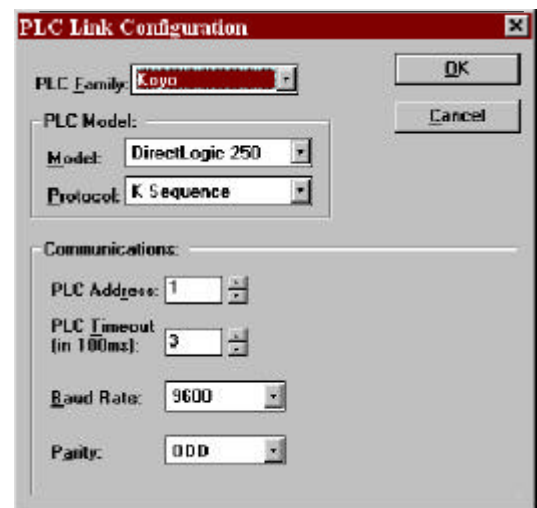 PLC Link Configuration
PLC Family: Koyo
OK
Cancel
PLC Model:
Model: DirectLogic 250
Protocol: K Sequence
Communications:
PLC Address: 1
PLC Timeout
(in 100ms): 3
Baud Rate: 9600
Parity: ODD